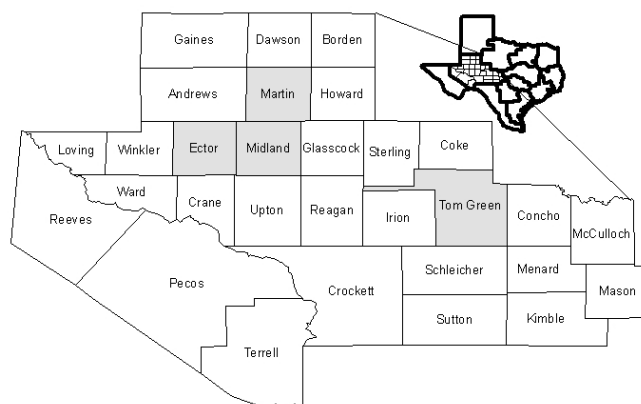 Gaines
Dawson
Borden
Andrews
Martin
Howard
Loving
Winkler
Ector
Midland
Glasscock
Sterling
Coke
Ward
Crane
Upton
Reagan
Irion
Tom Green
Concho
McCulloch
Reeves
Pecos
Crockett
Schleicher
Menard
Mason
Sutton
Kimble
Terrell